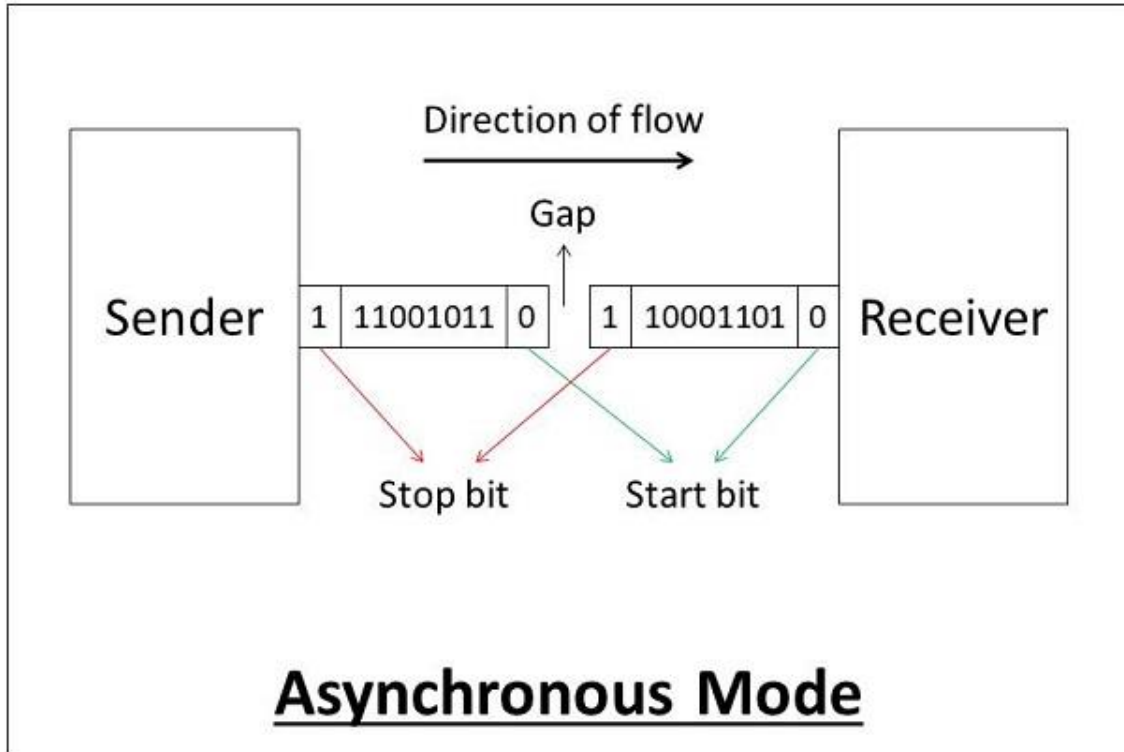 Direction of flow
Gap
Sender 1 11001011 0 1 10001101 0 Receiver
Stop bit Start bit
Asynchronous Mode